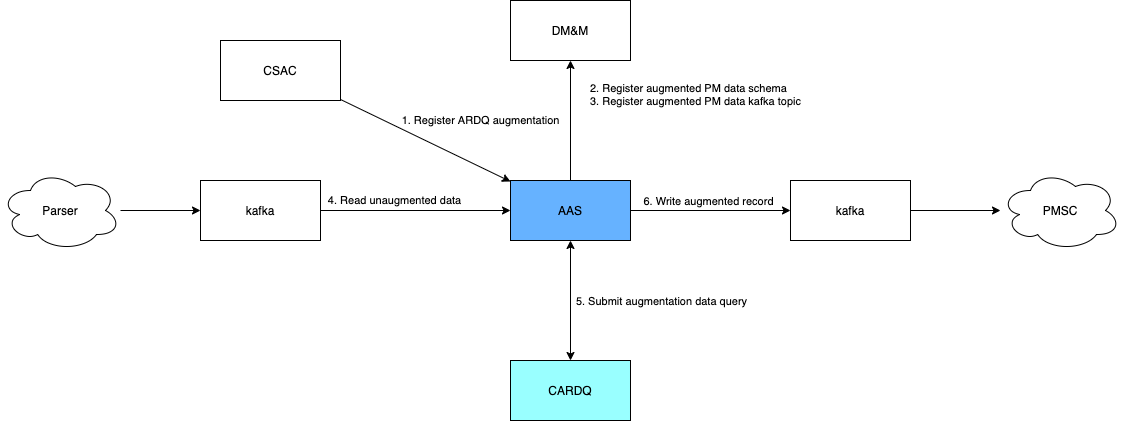 DM&M
CSAC
2. Register augmented PM data schema
3. Register augmented PM data kafka topic
1. Register ARDQ augmentation
Parser
kafka
4. Read unaugmented data
AAS
6. Write augmented record
kafka
PMSC
5. Submit augmentation data query
CARDQ